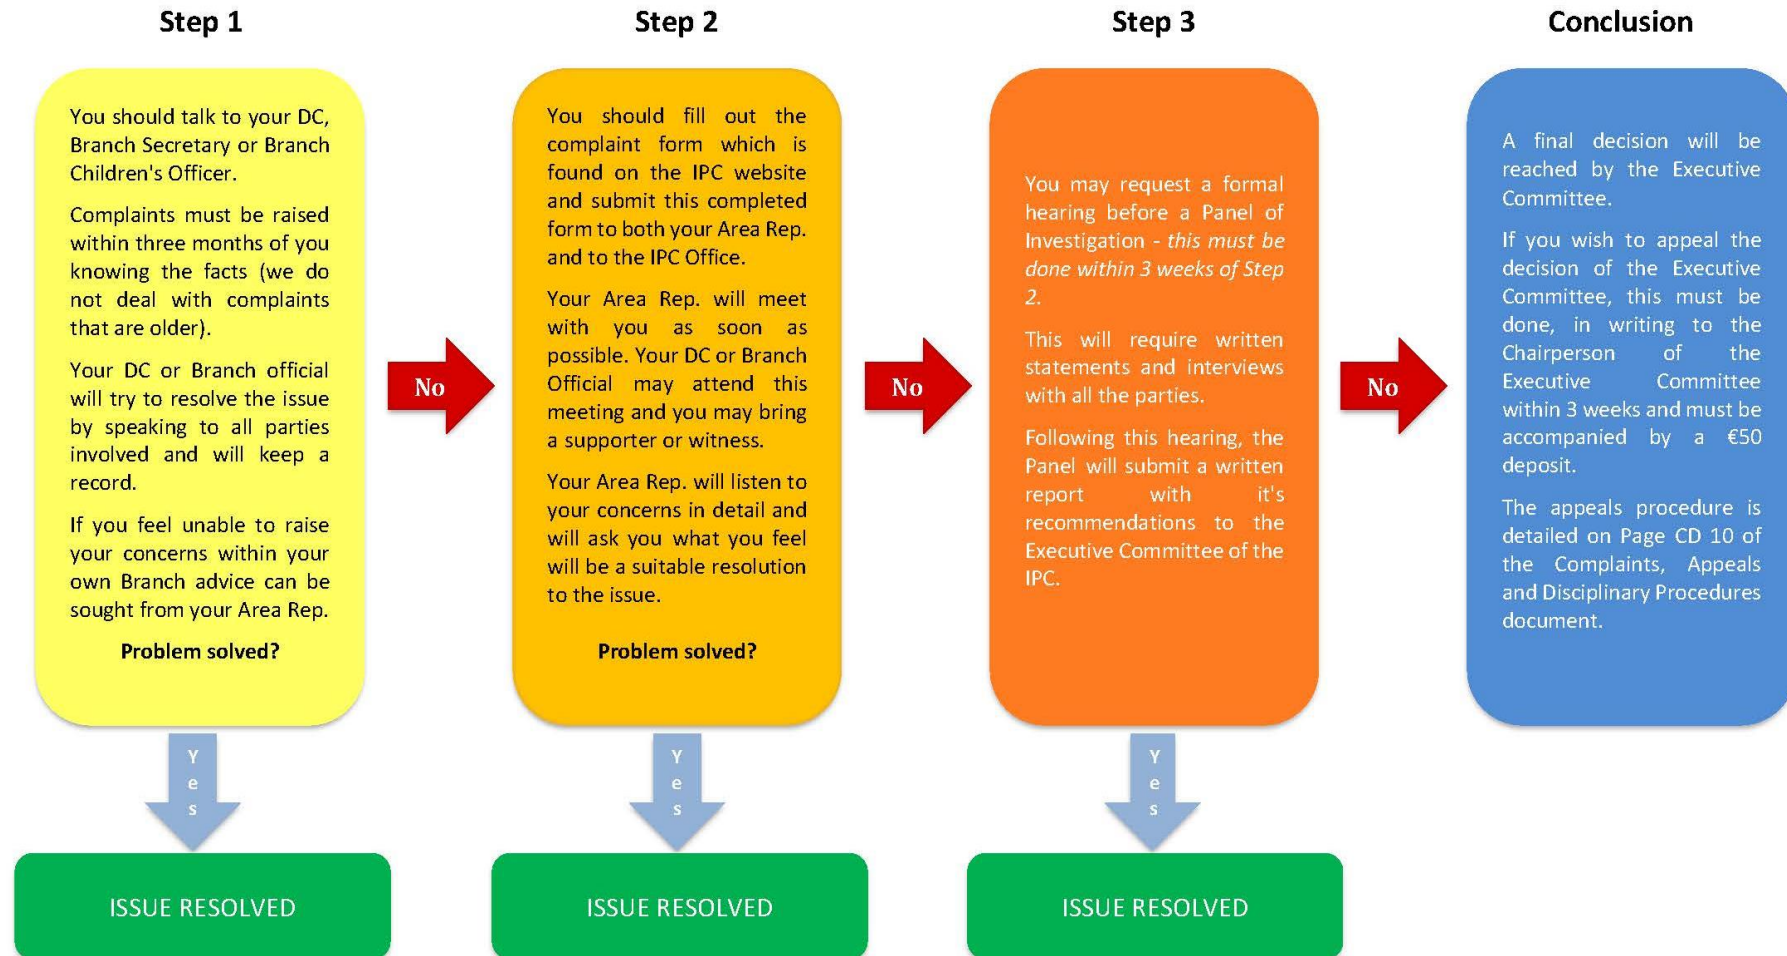 Step 1
You should talk to your DC,
Branch Secretary or Branch
Children's Officer.
Complaints must be raised
within three months of you
knowing the facts (we do
not deal with complaints
that are older).
Your DC or Branch official
will try to resolve the issue
by speaking to all parties
involved and will keep a
record.
If you feel unable to raise
your concerns within your
own Branch advice can be
sought from your Area Rep.
Problem solved?
No
Yes
ISSUE RESOLVED
Step 2
You should fill out the
complaint form which is
found on the IPC website
and submit this completed
form to both your Area Rep.
and to the IPC Office.
Your Area Rep. will meet
with you as soon as
possible. Your DC or Branch
Official may attend this
meeting and you may bring
a supporter or witness.
Your Area Rep. will listen to
your concerns in detail and
will ask you what you feel
will be a suitable resolution
to the issue.
Problem solved?
No
Yes
ISSUE RESOLVED
Step 3
You may request a formal
hearing before a Panel of
Investigation - this must be
done within 3 weeks of Step
2.
This will require written
statements and interviews
with all the parties.
Following this hearing, the
Panel will submit a written
report with it's
recommendations to the
Executive Committee of the
IPC.
No
Yes
ISSUE RESOLVED
Conclusion
A final decision will be
reached by the Executive
Committee.
If you wish to appeal the
decision of the Executive
Committee, this must be
done, in writing to the
Chairperson of the
Executive Committee
within 3 weeks and must be
accompanied by a €50
deposit.
The appeals procedure is
detailed on Page CD 10 of
the Complaints, Appeals
and Disciplinary Procedures
document.